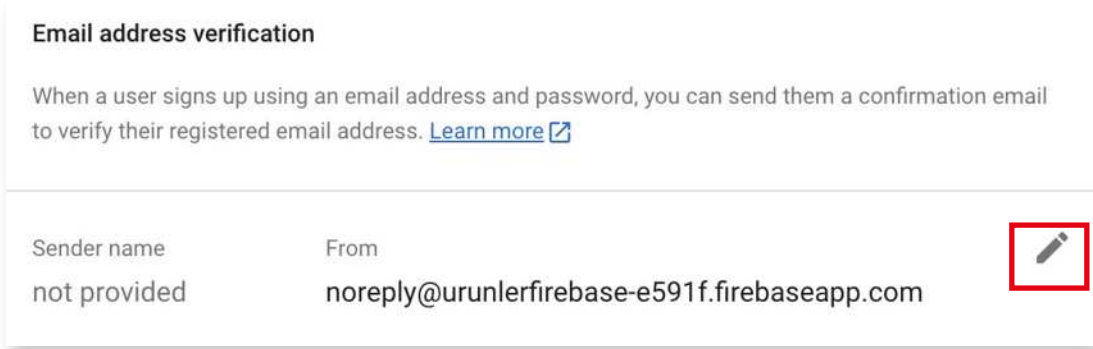 Email address verification
When a user signs up using an email address and password, you can send them a confirmation email
to verify their registered email address. Learn more
Sender name
From
not provided
noreply@urunlerfirebase-e591f.firebaseapp.com